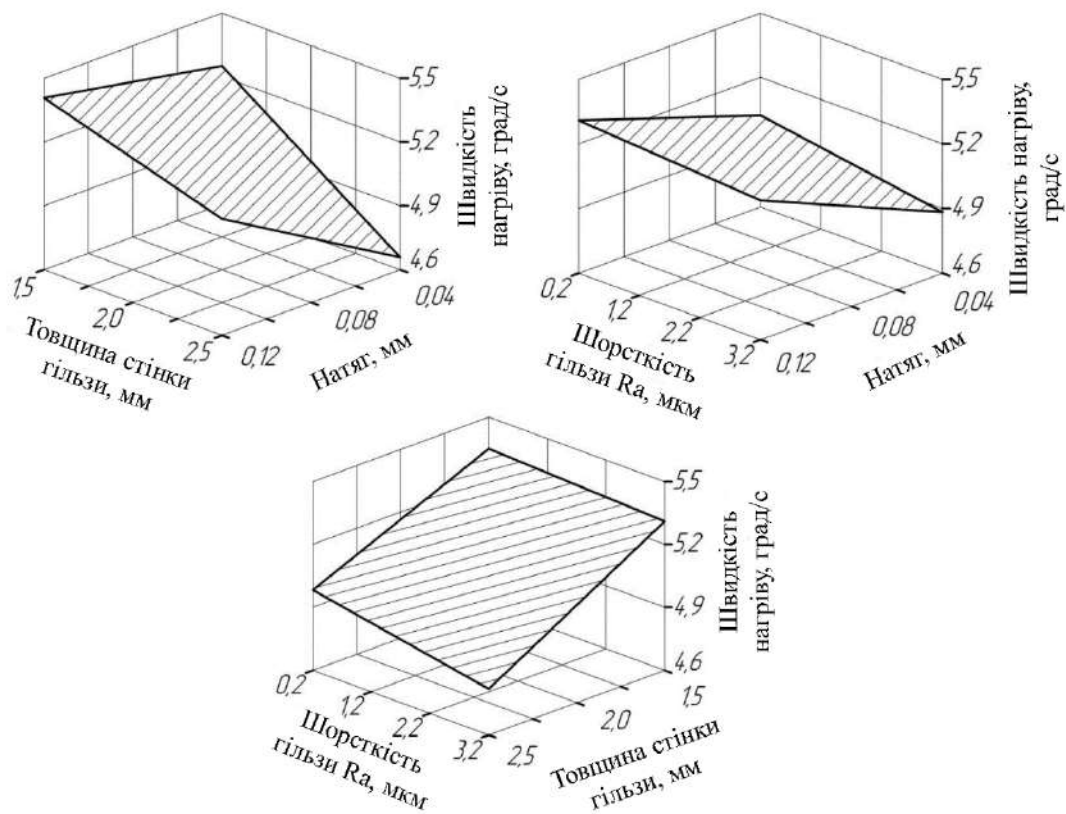 5,5
5,2
4,9
4,6
Швидкість
нагріву, град/с
1,5
2,0
2,5
0,12
0,08
0,04
Товщина стінки
гільзи, мм
Натяг, мм
5,5
5,2
4,9
4,6
Швидкість нагріву,
град/с
0,2
1,2
2,2
3,2
0,12
0,08
0,04
Шорсткість
гільзи Ra, мкм
Натяг, мм
5,5
5,2
4,9
4,6
Швидкість
нагріву, град/с
0,2
1,2
2,2
3,2
2,5
2,0
1,5
Шорсткість
гільзи Ra, мкм
Товщина стінки
гільзи, мм